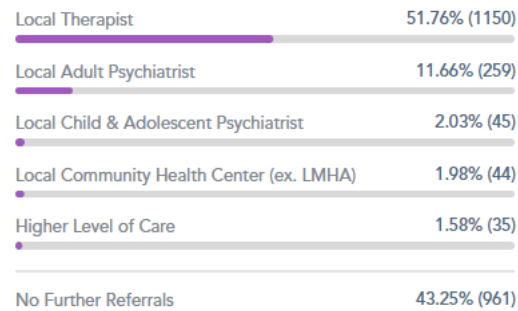 Local Therapist 51.76% (1150)
Local Adult Psychiatrist 11.66% (259)
Local Child & Adolescent Psychiatrist 2.03% (45)
Local Community Health Center (ex. LMHA) 1.98% (44)
Higher Level of Care 1.58% (35)
No Further Referrals 43.25% (961)